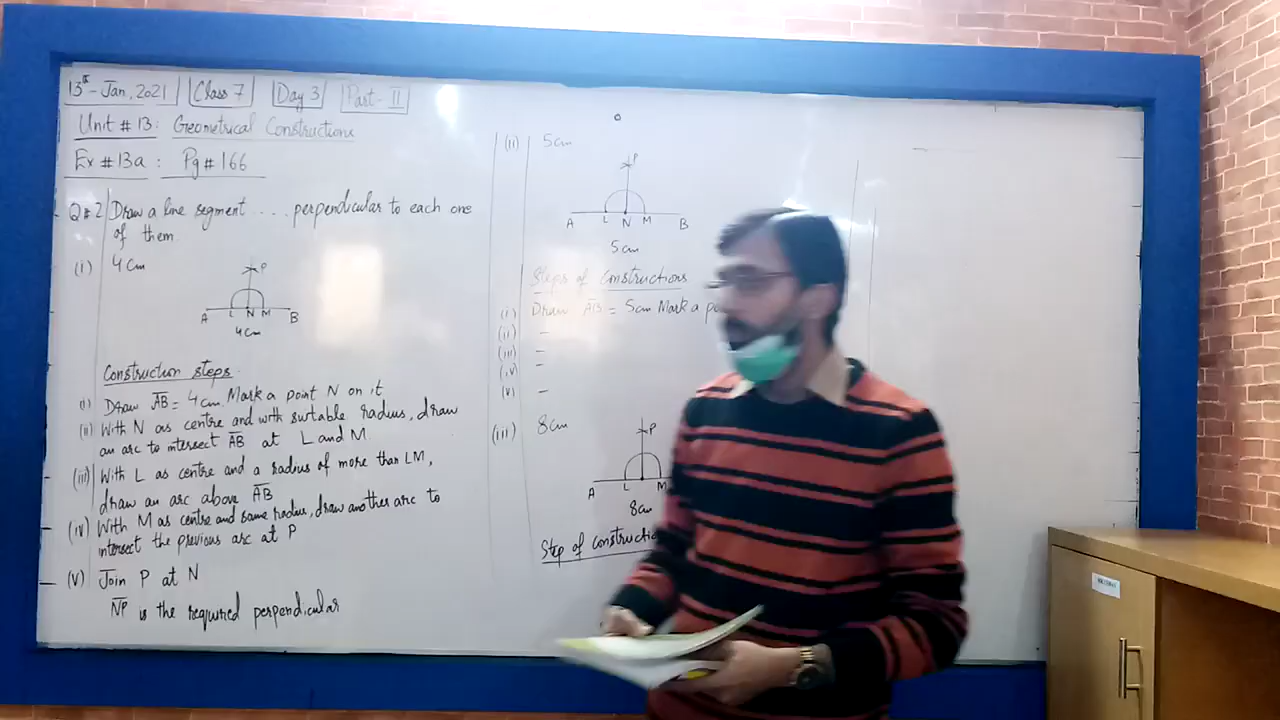 13th - Jan, 2021 Class 7 Day 3 Part - II
Unit # 13: Geometrical Constructions
Ex # 13a : Pg # 166
Q#2 Draw a line segment .... perpendicular to each one
of them
(i) 4cm
P
A L N M B
4cm
Construction steps
(i) Draw AB = 4cm Mark a point N on it
(ii) With N as centre and with suitable radius, draw
an arc to intersect AB at L and M.
(iii) With L as centre and a radius of more than LM,
draw an arc above AB
(iv) With M as centre and same radius, draw another arc to
intersect the previous arc at P
(v) Join P at N
NP is the required perpendicular
(ii) 5cm
P
A L N M B
5cm
Steps of Constructions
(i) Draw AB = 5cm Mark a
(ii) -
(iii) -
(iv) -
(v) -
(iii) 8cm
P
A L M
8cm
Step of